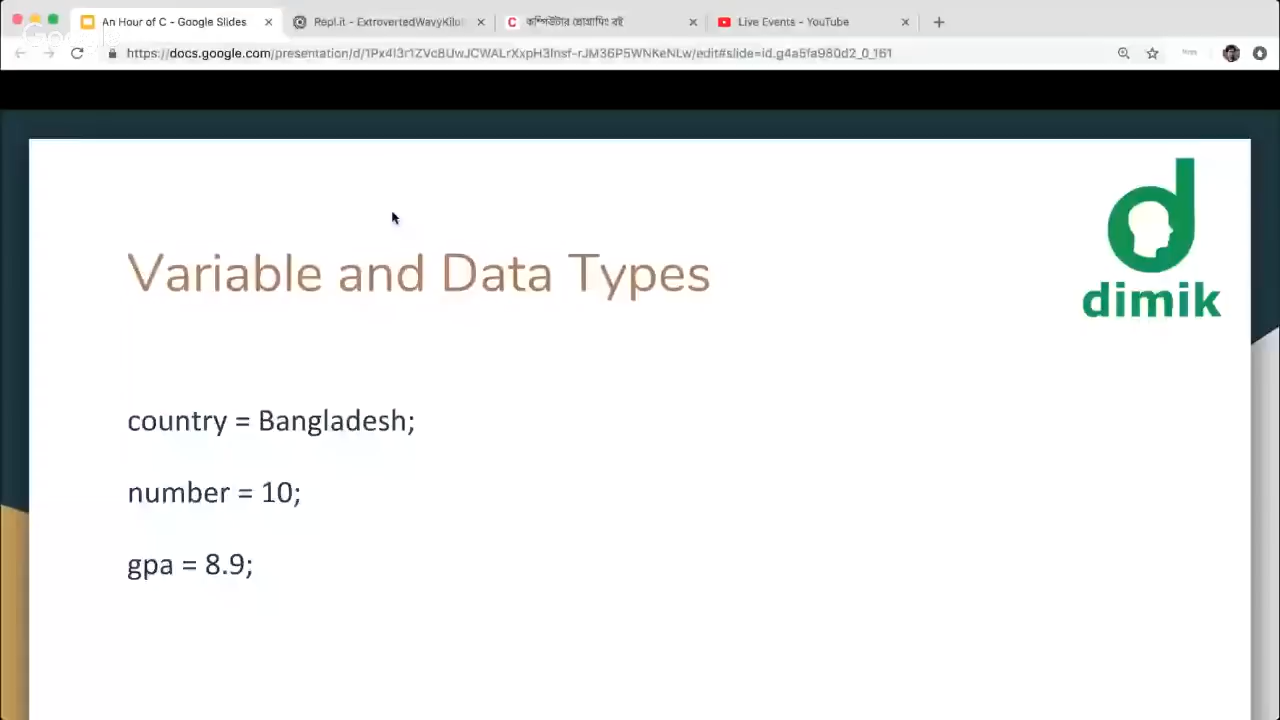 An Hour of C - Google Slides
Repl.it - ExtrovertedWavyKilo
কম্পিউটার প্রোগ্রামিং বই
Live Events - YouTube
https://docs.google.com/presentation/d/1Px4l3r1ZVcBUwJCWALrXxpH3lnsf-rJM36P5WNKeNLw/edit#slide=id.g4a5fa980d2_0_161
dimik
Variable and Data Types
country = Bangladesh;
number = 10;
gpa = 8.9;